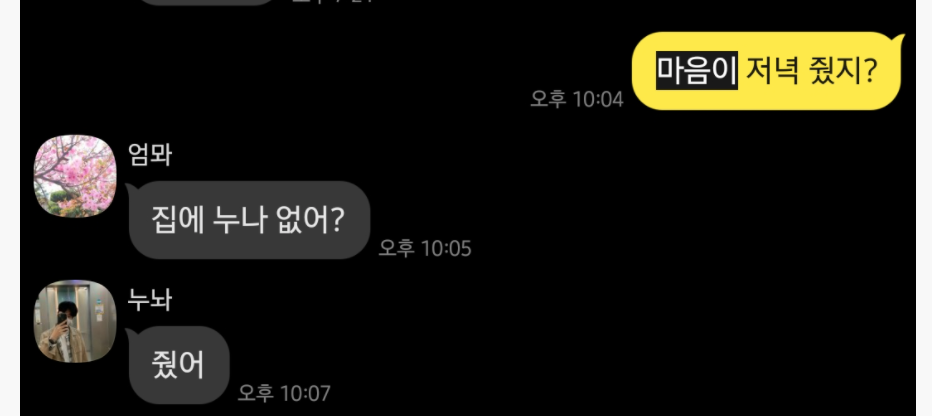 마음이 저녁 줬지?
오후 10:04
엄뫄
집에 누나 없어?
오후 10:05
누놔
줬어
오후 10:07